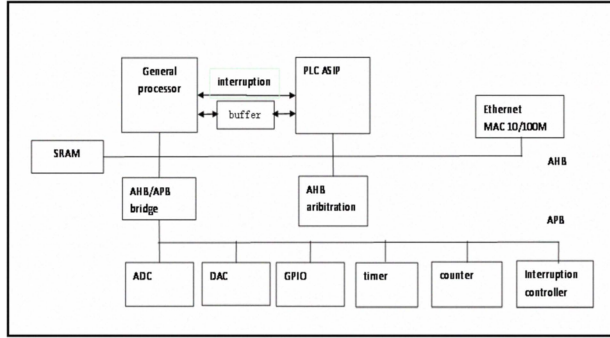 General
processor
interruption
PLC ASIP
buffer
Ethernet
MAC 10/100M
SRAM
AHB
AHB/APB
bridge
AHB
aribitration
APB
ADC
DAC
GPIO
timer
counter
Interruption
controller